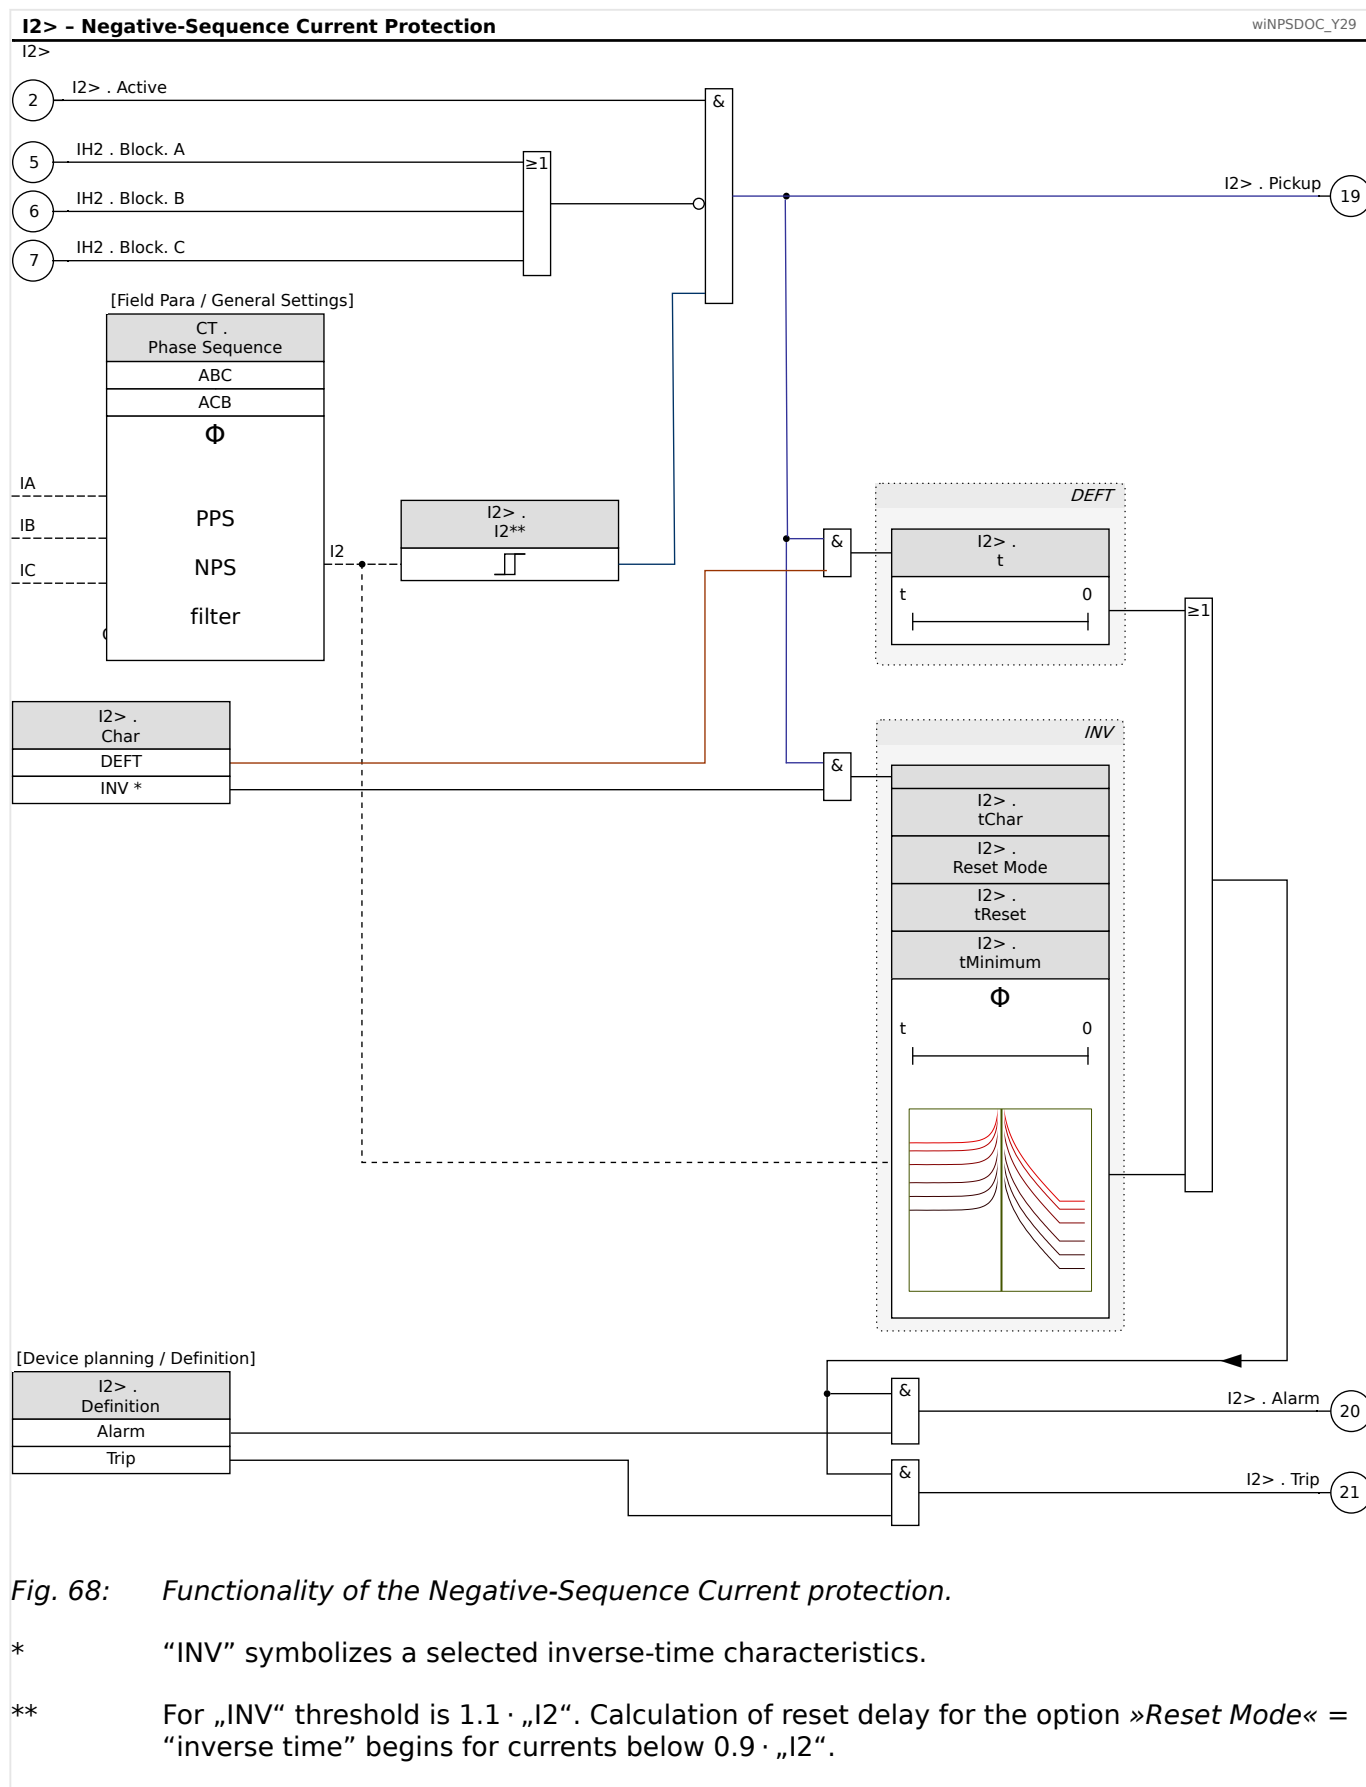 I2> – Negative-Sequence Current Protection
wiNPSDOC_Y29
I2>
2
I2> . Active
&
5
IH2 . Block. A
≥1
6
IH2 . Block. B
7
IH2 . Block. C
I2> . Pickup
19
[Field Para / General Settings]
CT .
Phase Sequence
ABC
ACB
Φ
IA
IB
IC
PPS
NPS
filter
I2
I2> .
I2**
DEFT
&
I2> .
t
t 0
≥1
I2> .
Char
DEFT
INV *
INV
&
I2> .
tChar
I2> .
Reset Mode
I2> .
tReset
I2> .
tMinimum
Φ
t 0
[Device planning / Definition]
I2> .
Definition
Alarm
Trip
&
I2> . Alarm
20
&
I2> . Trip
21
Fig. 68: Functionality of the Negative-Sequence Current protection.
* “INV” symbolizes a selected inverse-time characteristics.
** For „INV“ threshold is 1.1 · „I2“. Calculation of reset delay for the option »Reset Mode« =
“inverse time” begins for currents below 0.9 · „I2“.